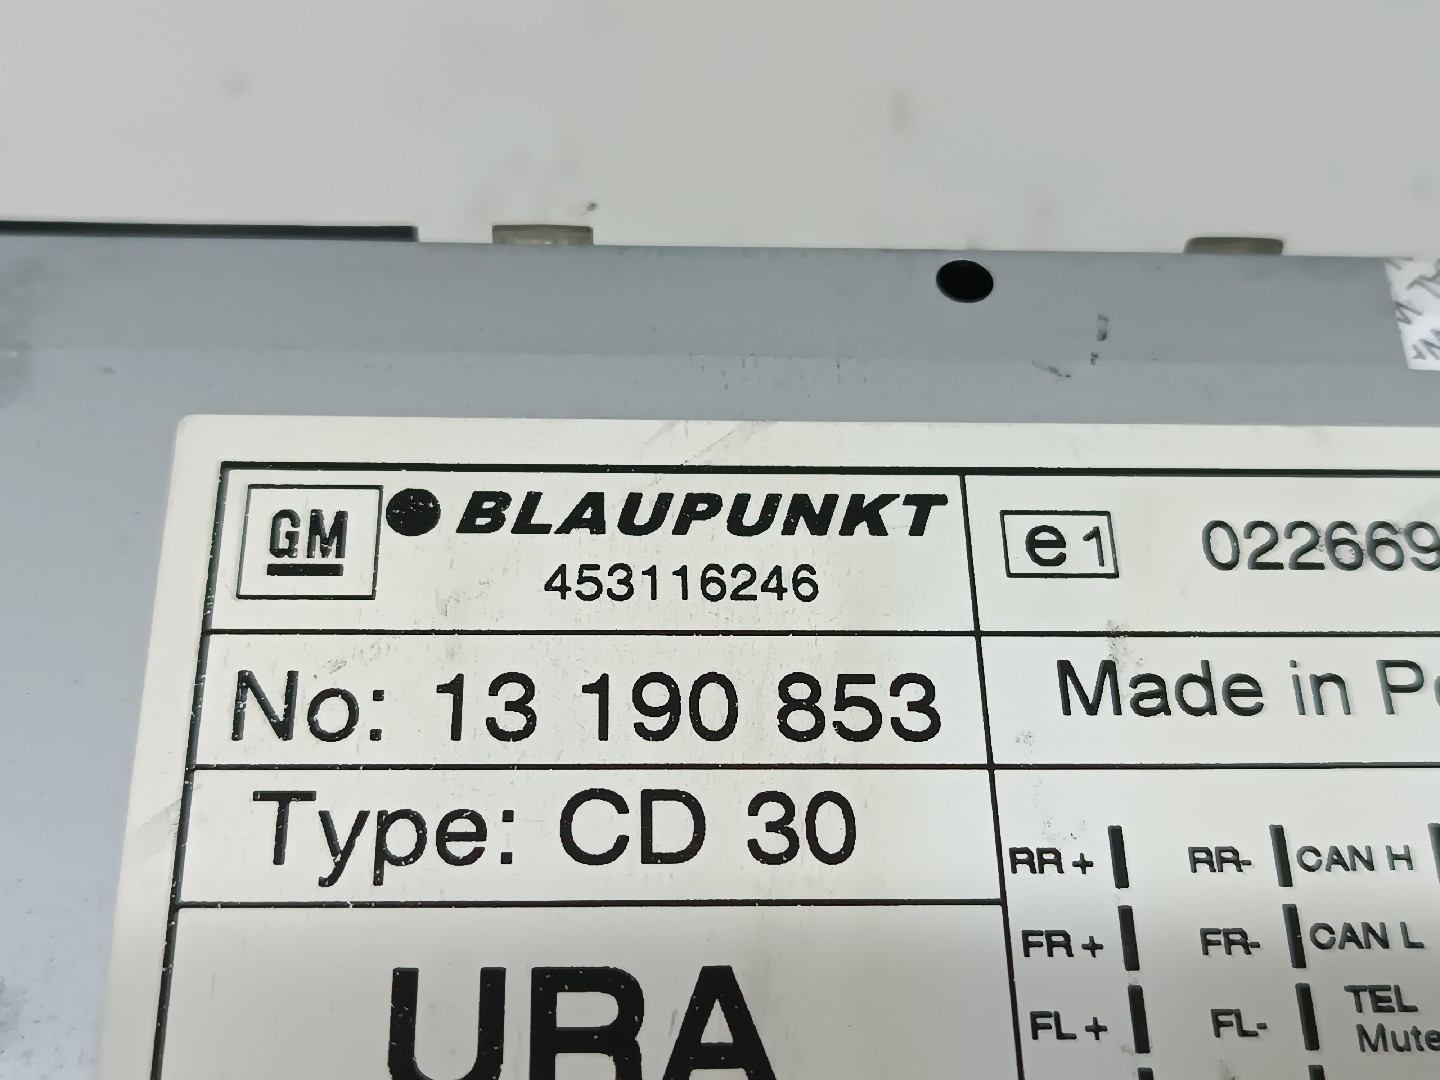 GM BLAUPUNKT
453116246
e1 022669
No: 13 190 853
Made in P
Type: CD 30
RR + RR- CAN H
FR + FR- CAN L
FL + FL- TEL
Mute
URA